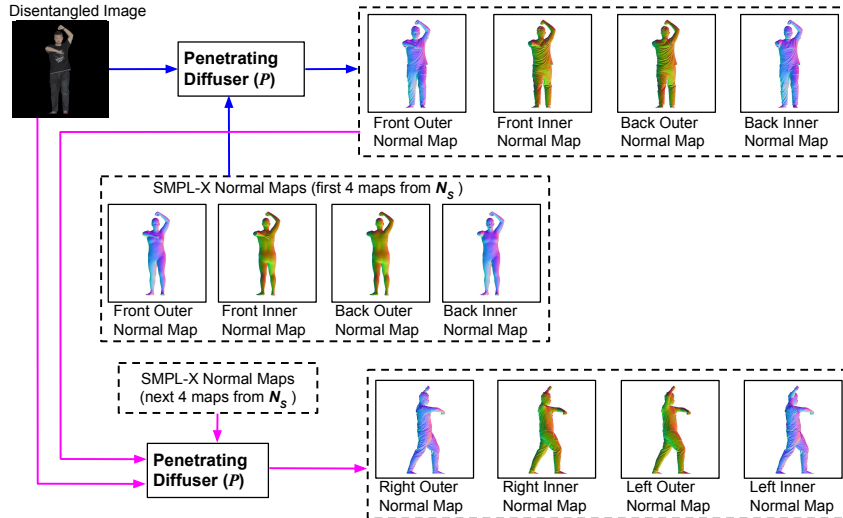 Disentangled Image
Penetrating
Diffuser (P)
Front Outer
Normal Map
Front Inner
Normal Map
Back Outer
Normal Map
Back Inner
Normal Map
SMPL-X Normal Maps (first 4 maps from N_S )
Front Outer
Normal Map
Front Inner
Normal Map
Back Outer
Normal Map
Back Inner
Normal Map
SMPL-X Normal Maps
(next 4 maps from N_S )
Penetrating
Diffuser (P)
Right Outer
Normal Map
Right Inner
Normal Map
Left Outer
Normal Map
Left Inner
Normal Map